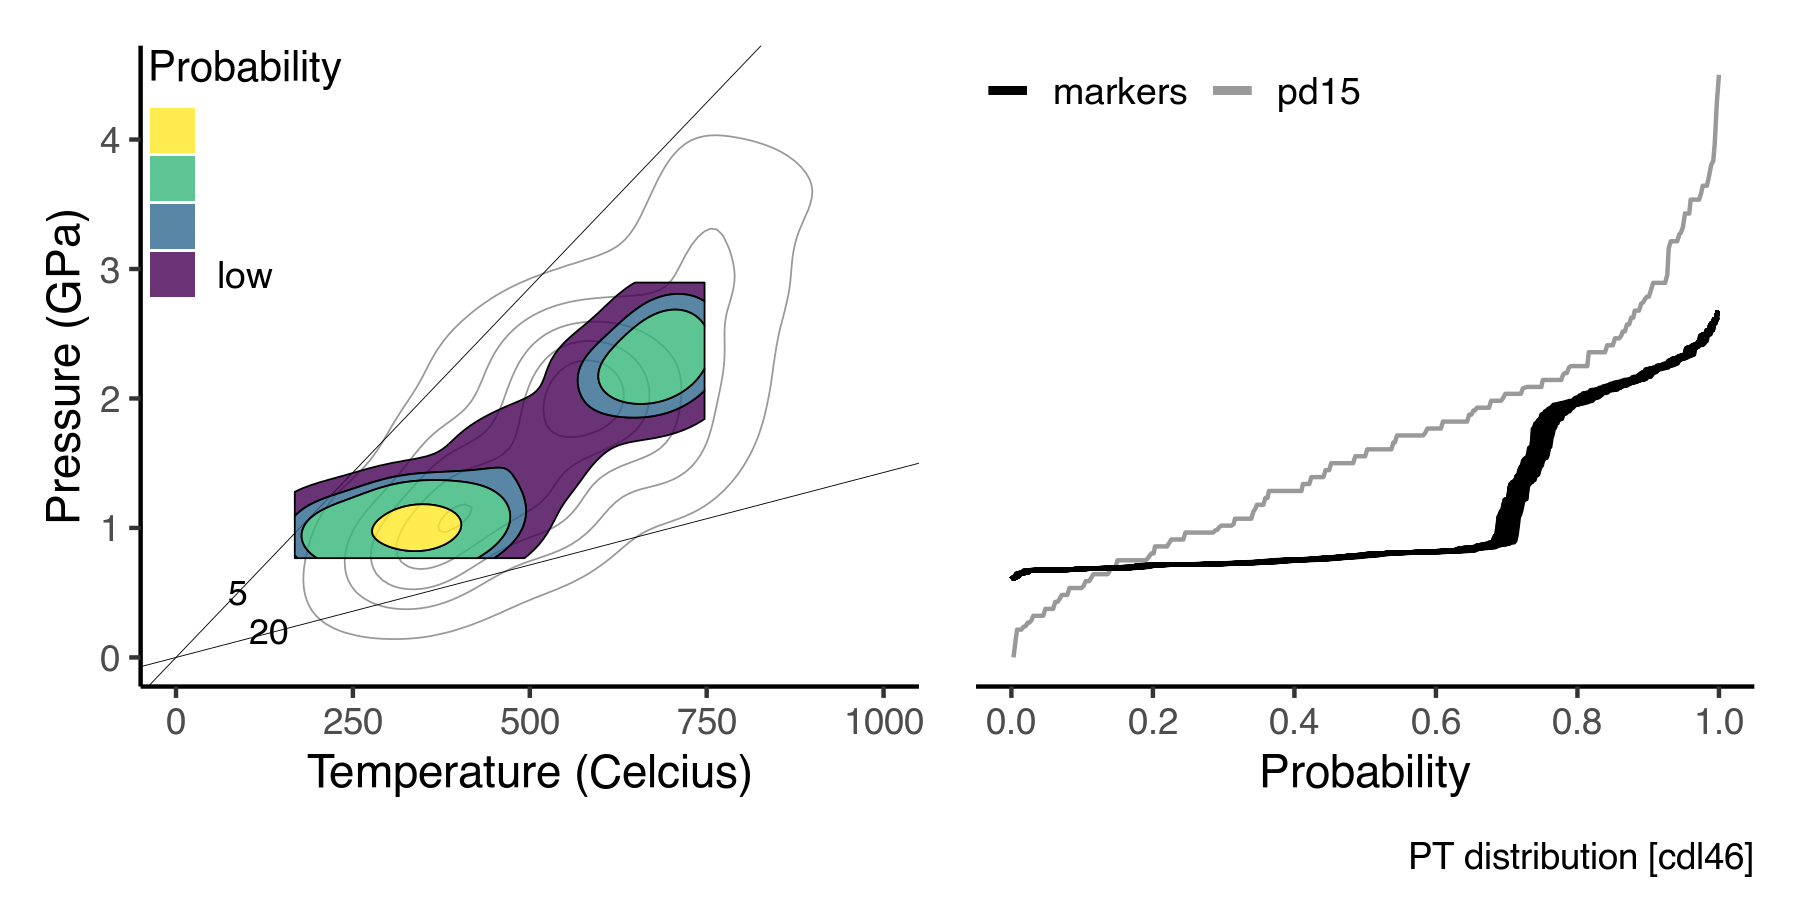 Probability
low
4
3
2
1
0
Pressure (GPa)
5
20
0 250 500 750 1000
Temperature (Celcius)
markers pd15
0.0 0.2 0.4 0.6 0.8 1.0
Probability
PT distribution [cdl46]